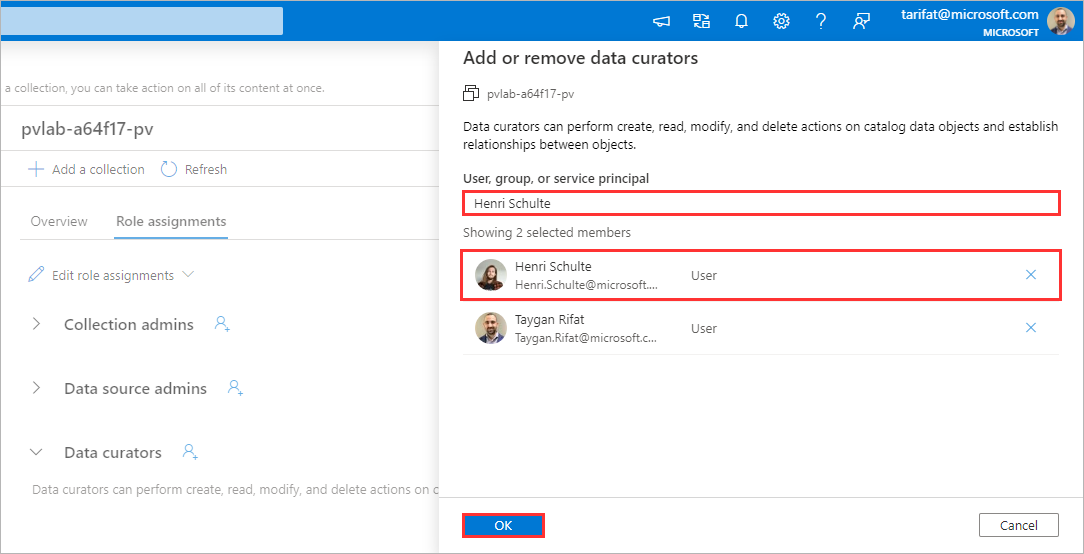 tarifat@microsoft.com
MICROSOFT
a collection, you can take action on all of its content at once.
pvlab-a64f17-pv
Add a collection
Refresh
Overview
Role assignments
Edit role assignments
Collection admins
Data source admins
Data curators
Data curators can perform create, read, modify, and delete actions on c
Add or remove data curators
pvlab-a64f17-pv
Data curators can perform create, read, modify, and delete actions on catalog data objects and establish
relationships between objects.
User, group, or service principal
Henri Schulte
Showing 2 selected members
Henri Schulte
Henri.Schulte@microsoft....
User
Taygan Rifat
Taygan.Rifat@microsoft.c...
User
OK
Cancel